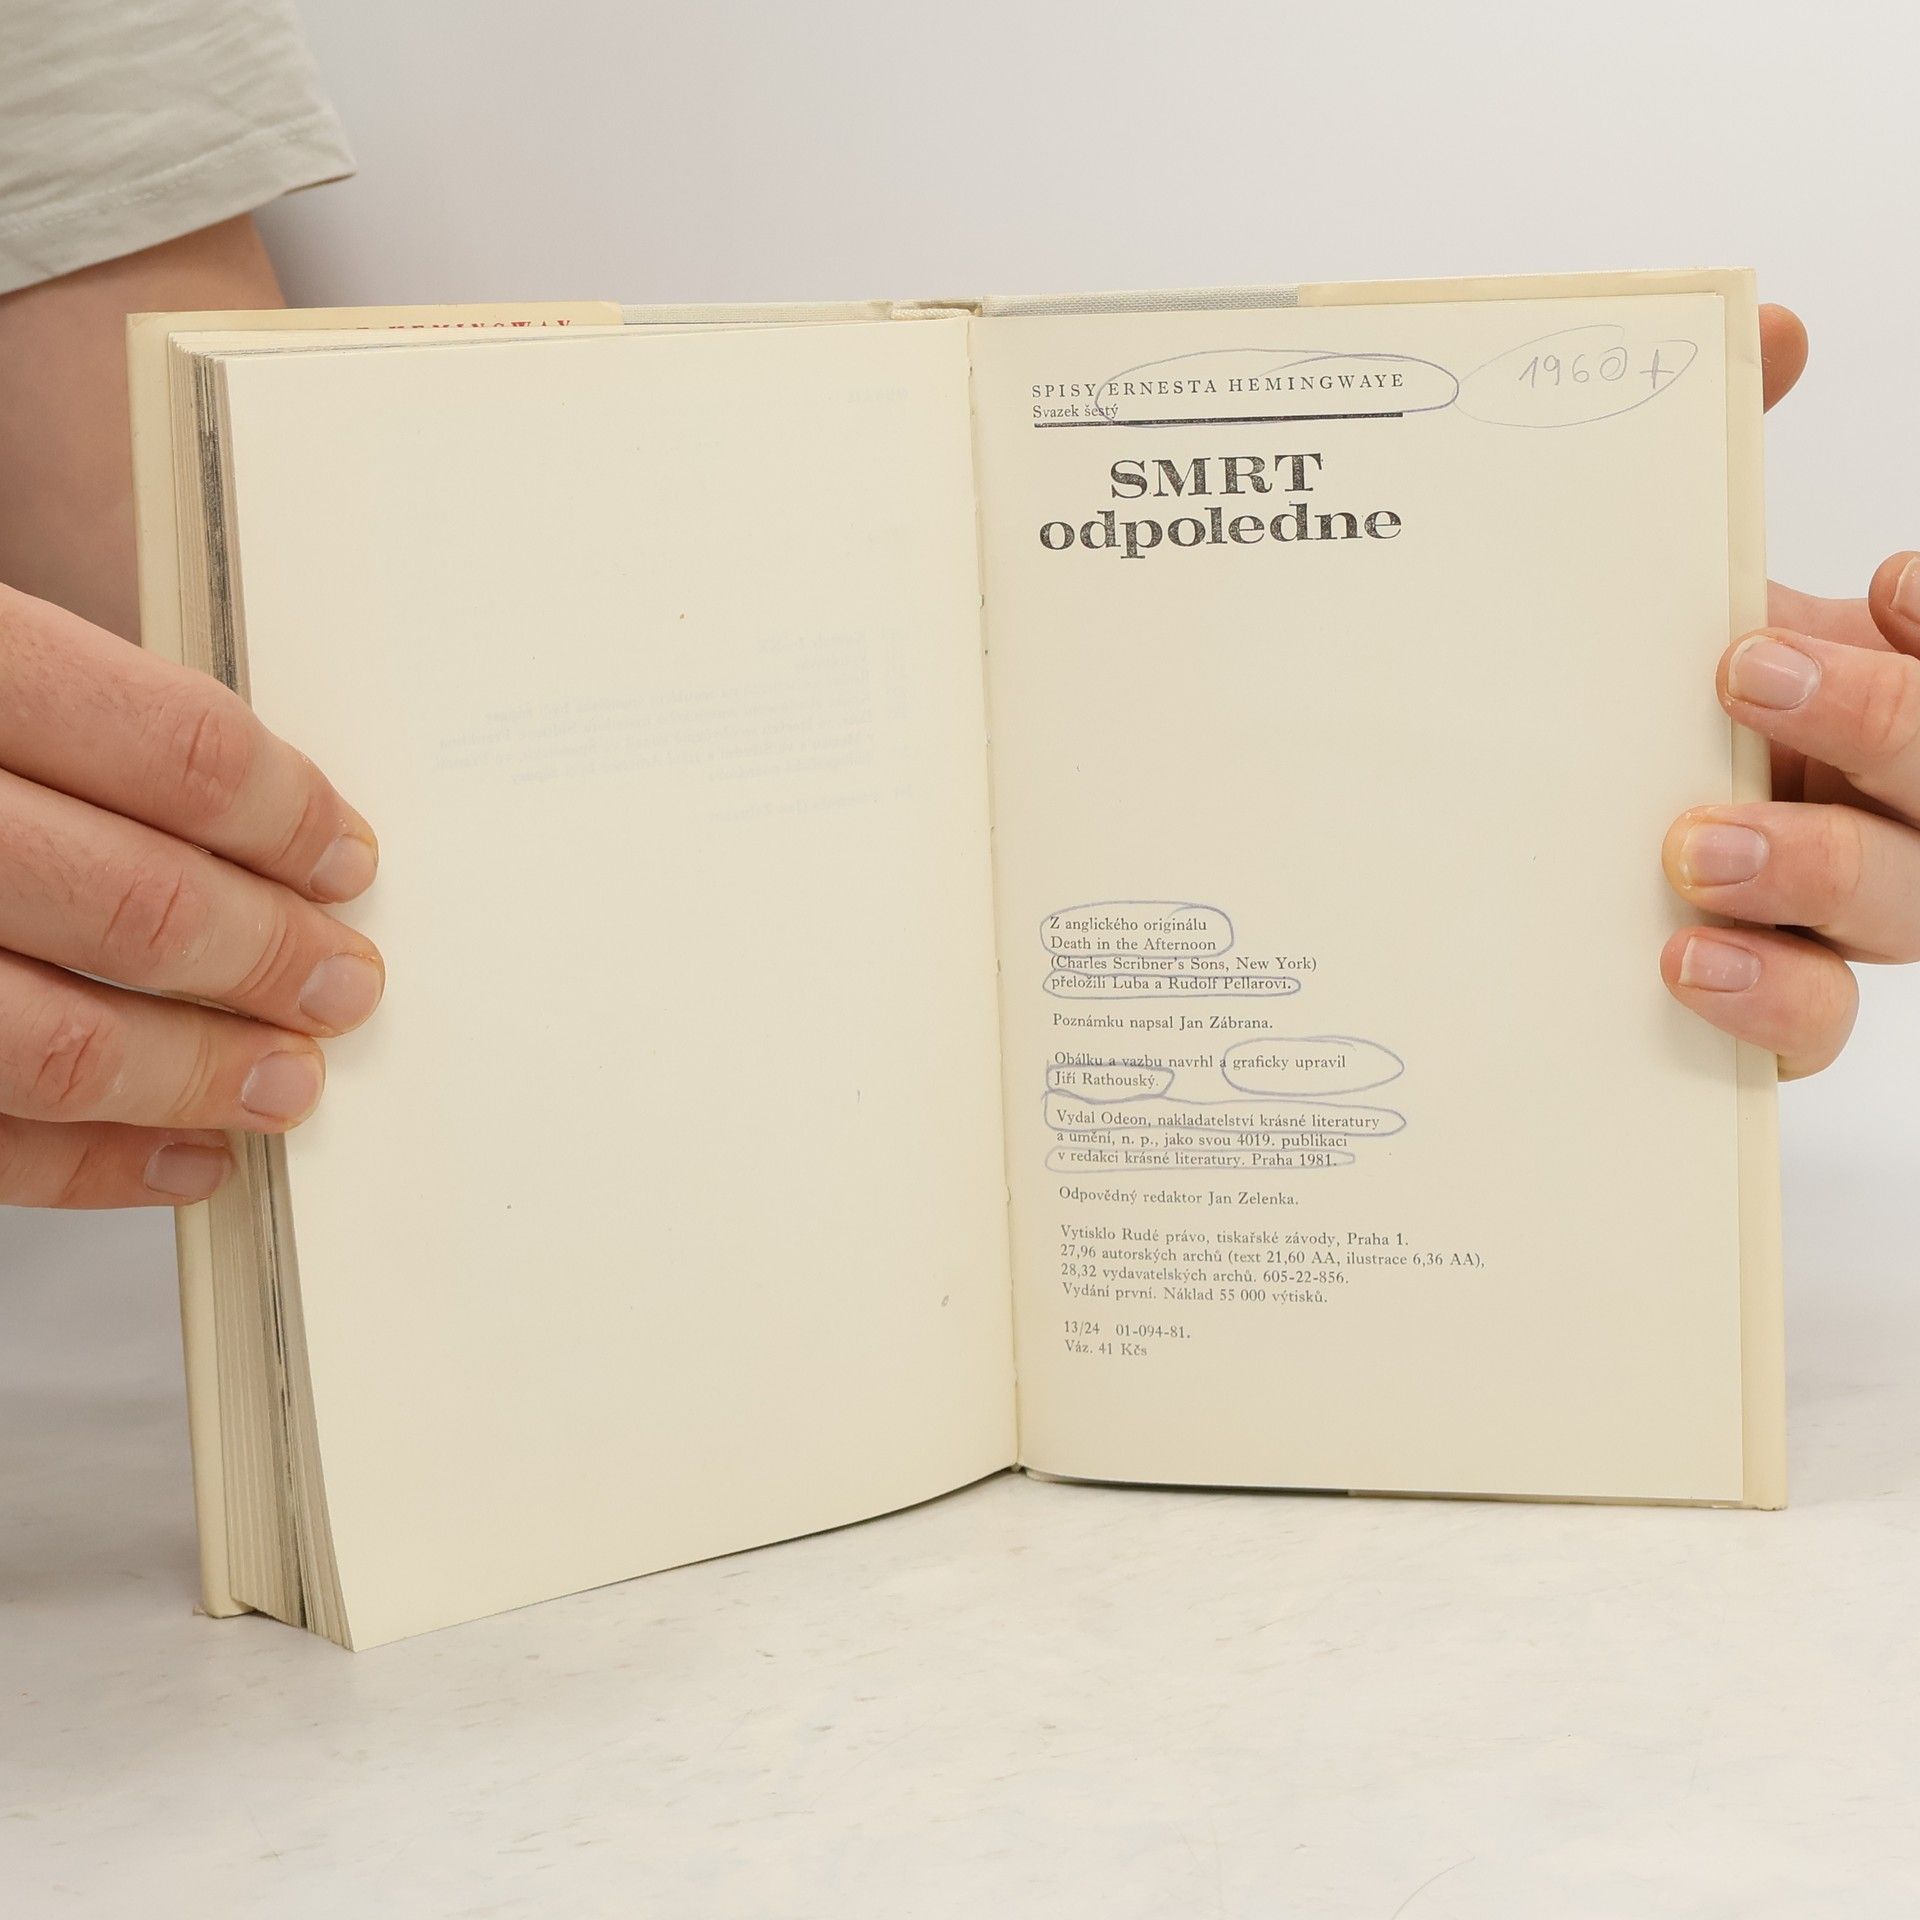 HEMINGWAY
SPISY ERNESTA HEMINGWAYE
1960 +
Svazek šestý
SMRT
odpoledne
Z anglického originálu
Death in the Afternoon
(Charles Scribner's Sons, New York)
přeložili Luba a Rudolf Pellarovi.
Poznámku napsal Jan Zábrana.
Obálku a vazbu navrhl a graficky upravil
Jiří Rathouský.
Vydal Odeon, nakladatelství krásné literatury
a umění, n. p., jako svou 4019. publikaci
v redakci krásné literatury. Praha 1981.
Odpovědný redaktor Jan Zelenka.
Vytisklo Rudé právo, tiskařské závody, Praha 1.
27,96 autorských archů (text 21,60 AA, ilustrace 6,36 AA),
28,32 vydavatelských archů. 605-22-856.
Vydání první. Náklad 55 000 výtisků.
13/24 01-094-81.
Váz. 41 Kčs